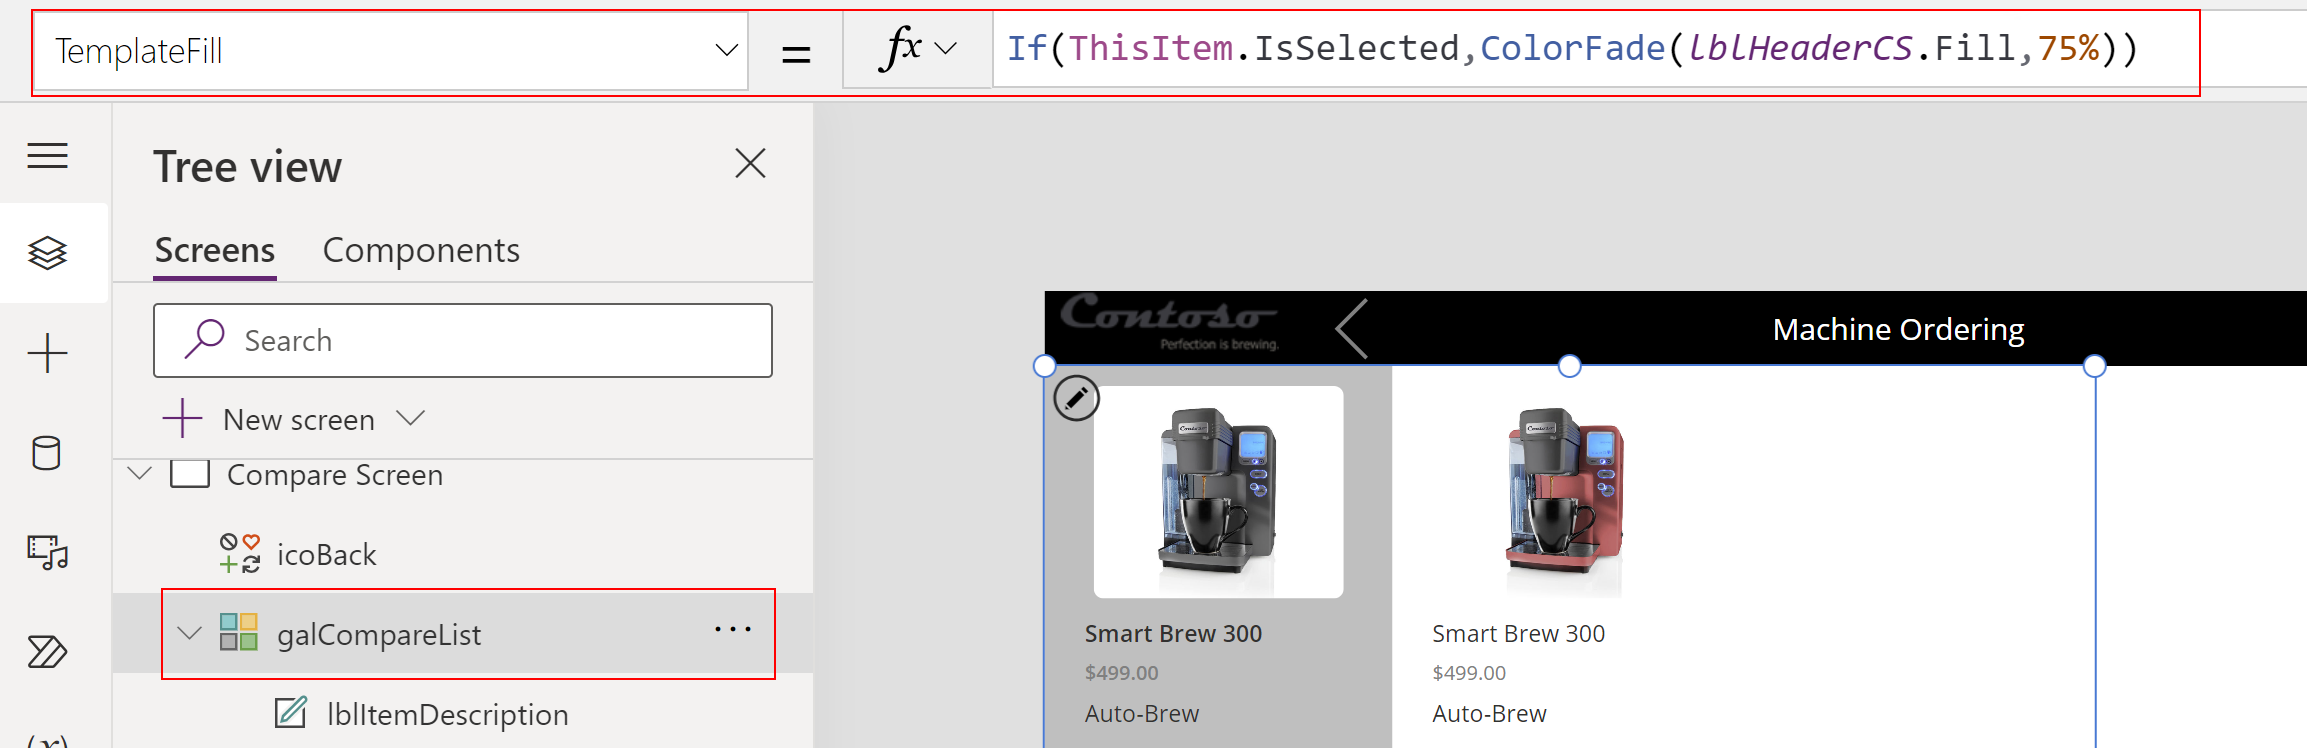 TemplateFill = fx If(ThisItem.IsSelected,ColorFade(lblHeaderCS.Fill,75%))
Tree view
Screens Components
Search
New screen
Compare Screen
icoBack
galCompareList ...
lblItemDescription
Contoso
Perfection is brewing.
Machine Ordering
Contoso
Contoso
Smart Brew 300 Smart Brew 300
$499.00 $499.00
Auto-Brew Auto-Brew